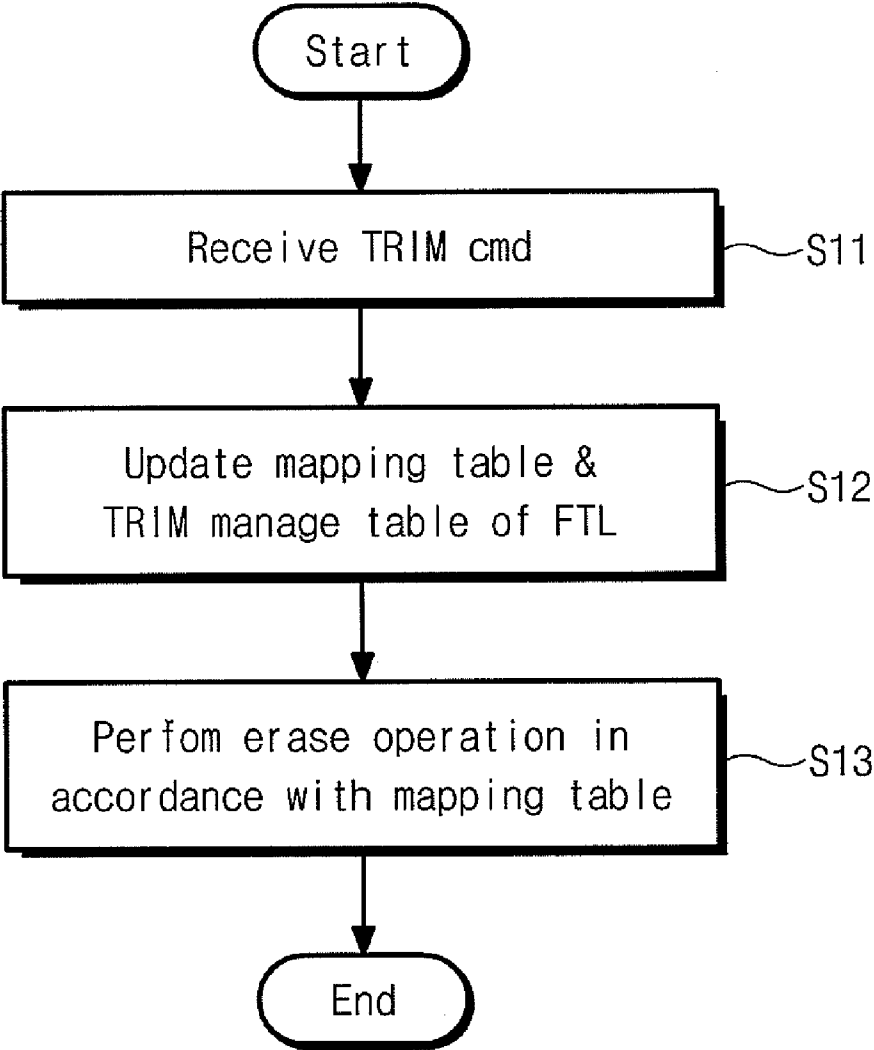 Start
Receive TRIM cmd
S11
Update mapping table &
TRIM manage table of FTL
S12
Perfom erase operation in
accordance with mapping table
S13
End